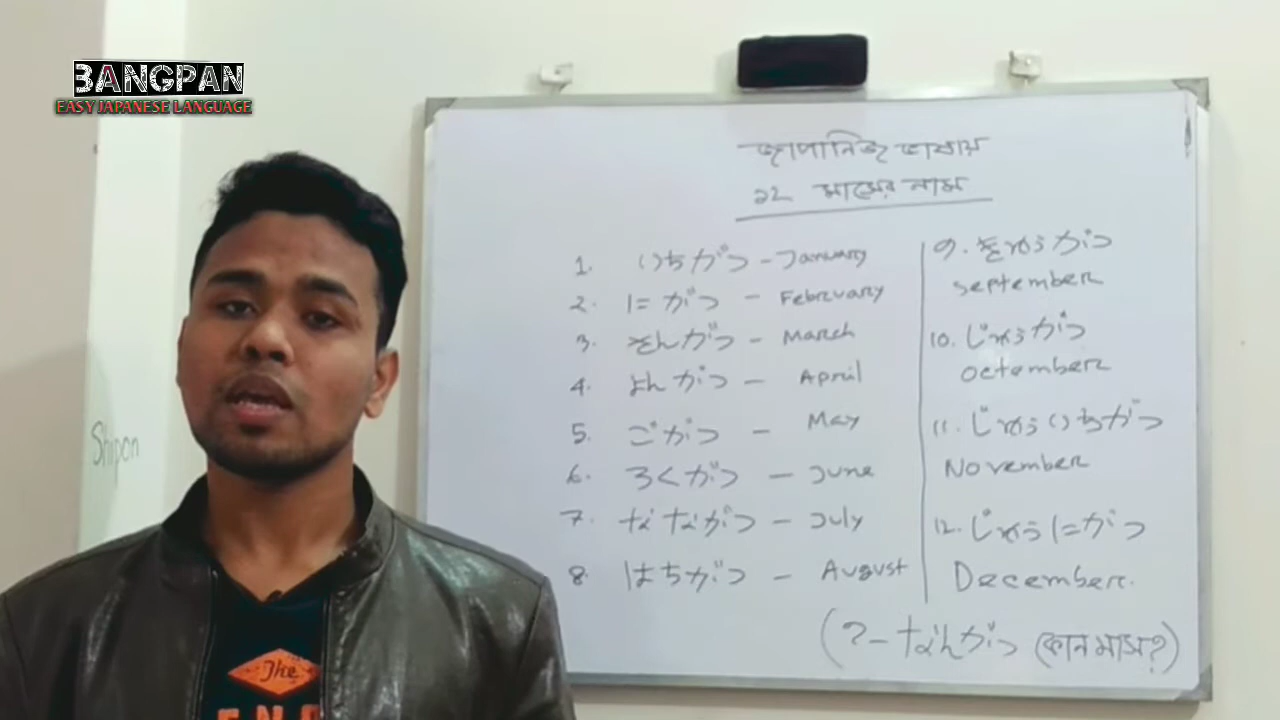 BANGPAN
EASY JAPANESE LANGUAGE
জাপানিজ ভাষায়
১২ মাসের নাম
1. いちがつ - January
2. にがつ - February
3. さんがつ - March
4. よんがつ - April
5. ごがつ - May
6. ろくがつ - June
7. なながつ - July
8. はちがつ - August
9. きゅうがつ
September
10. じゅうがつ
Octember
11. じゅういちがつ
November
12. じゅうにがつ
December
(? - なんがつ (কোন মাস?)
Shipon
The